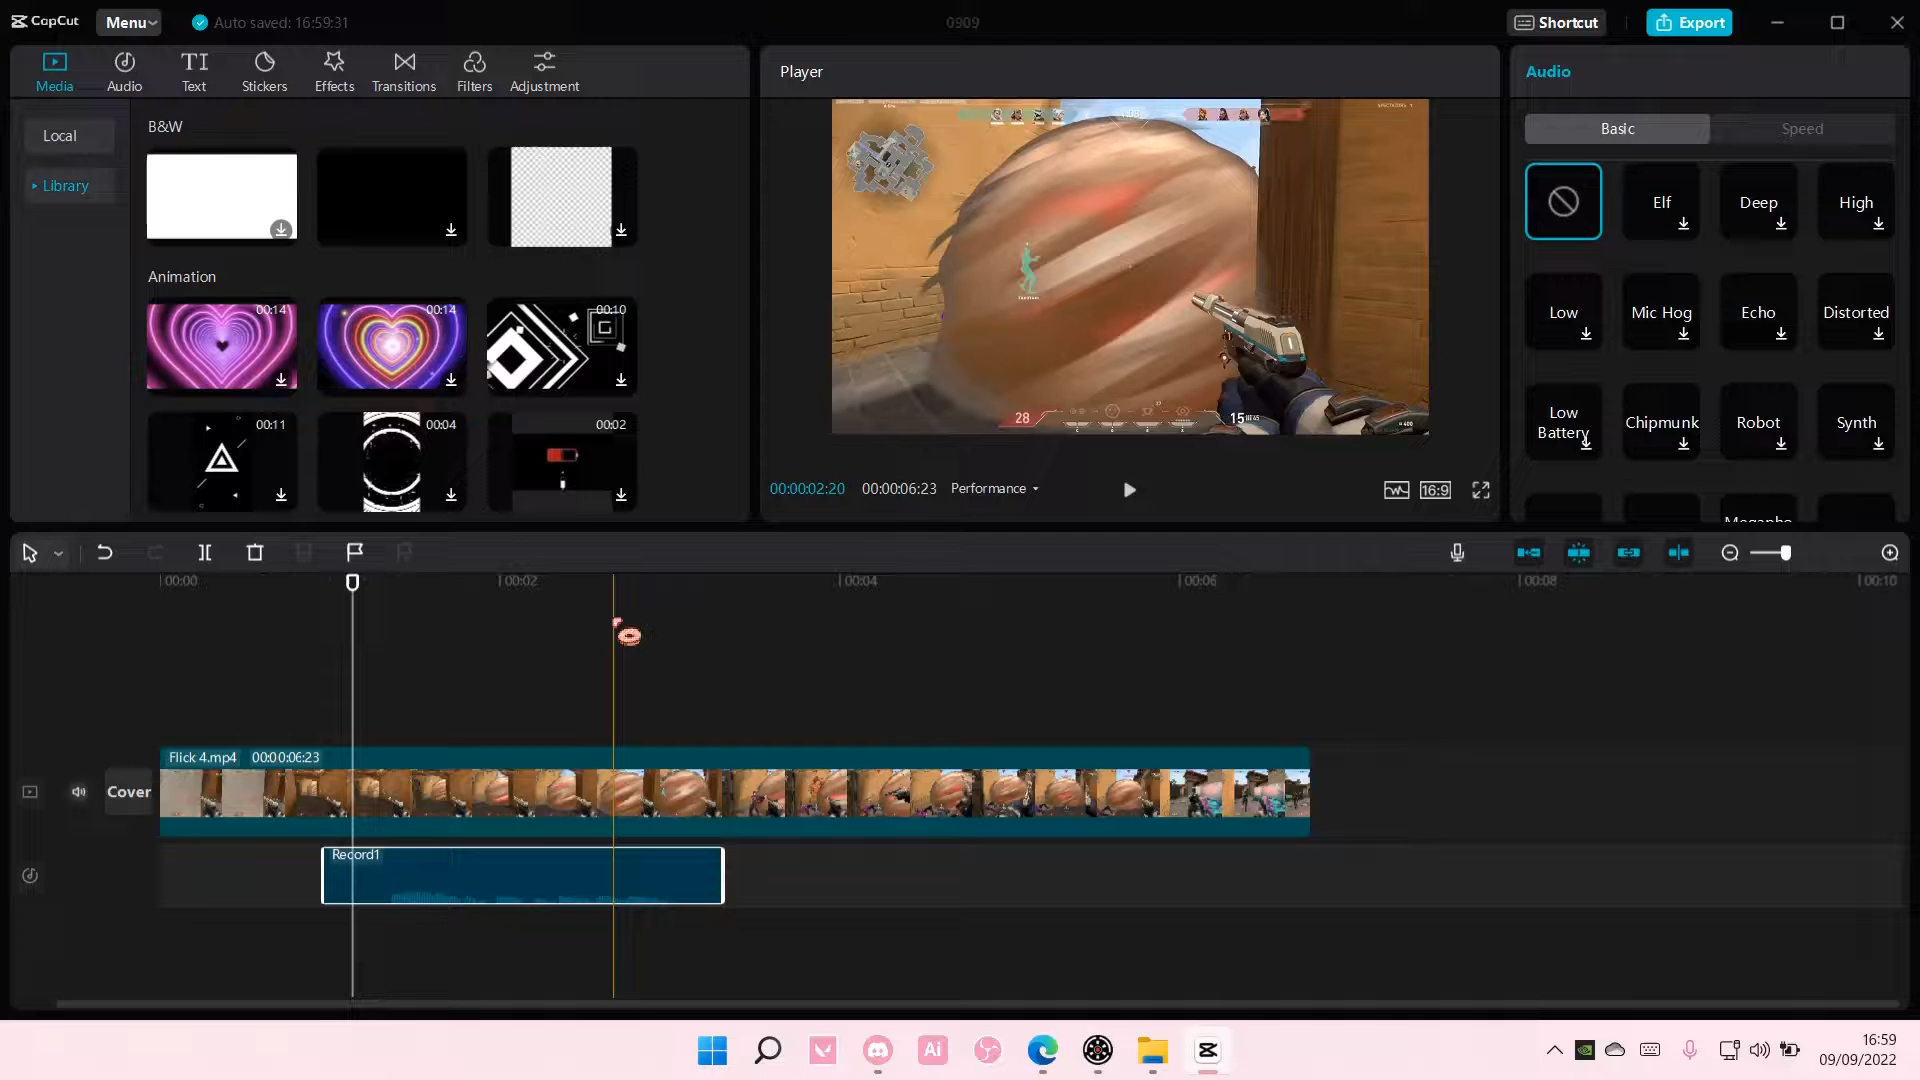 CapCut
Menu
Auto saved: 16:59:31
0909
Shortcut
Export
Media
Audio
Text
Stickers
Effects
Transitions
Filters
Adjustment
Local
Library
B&W
Animation
00:14
00:14
00:10
00:11
00:04
00:02
Player
28
15
00:00:02:20
00:00:06:23
Performance
16:9
Audio
Basic
Speed
Elf
Deep
High
Low
Mic Hog
Echo
Distorted
Low
Battery
Chipmunk
Robot
Synth
00:00
00:02
00:04
00:06
00:08
00:10
Flick 4.mp4 00:00:06:23
Cover
Record1
Ai
16:59
09/09/2022